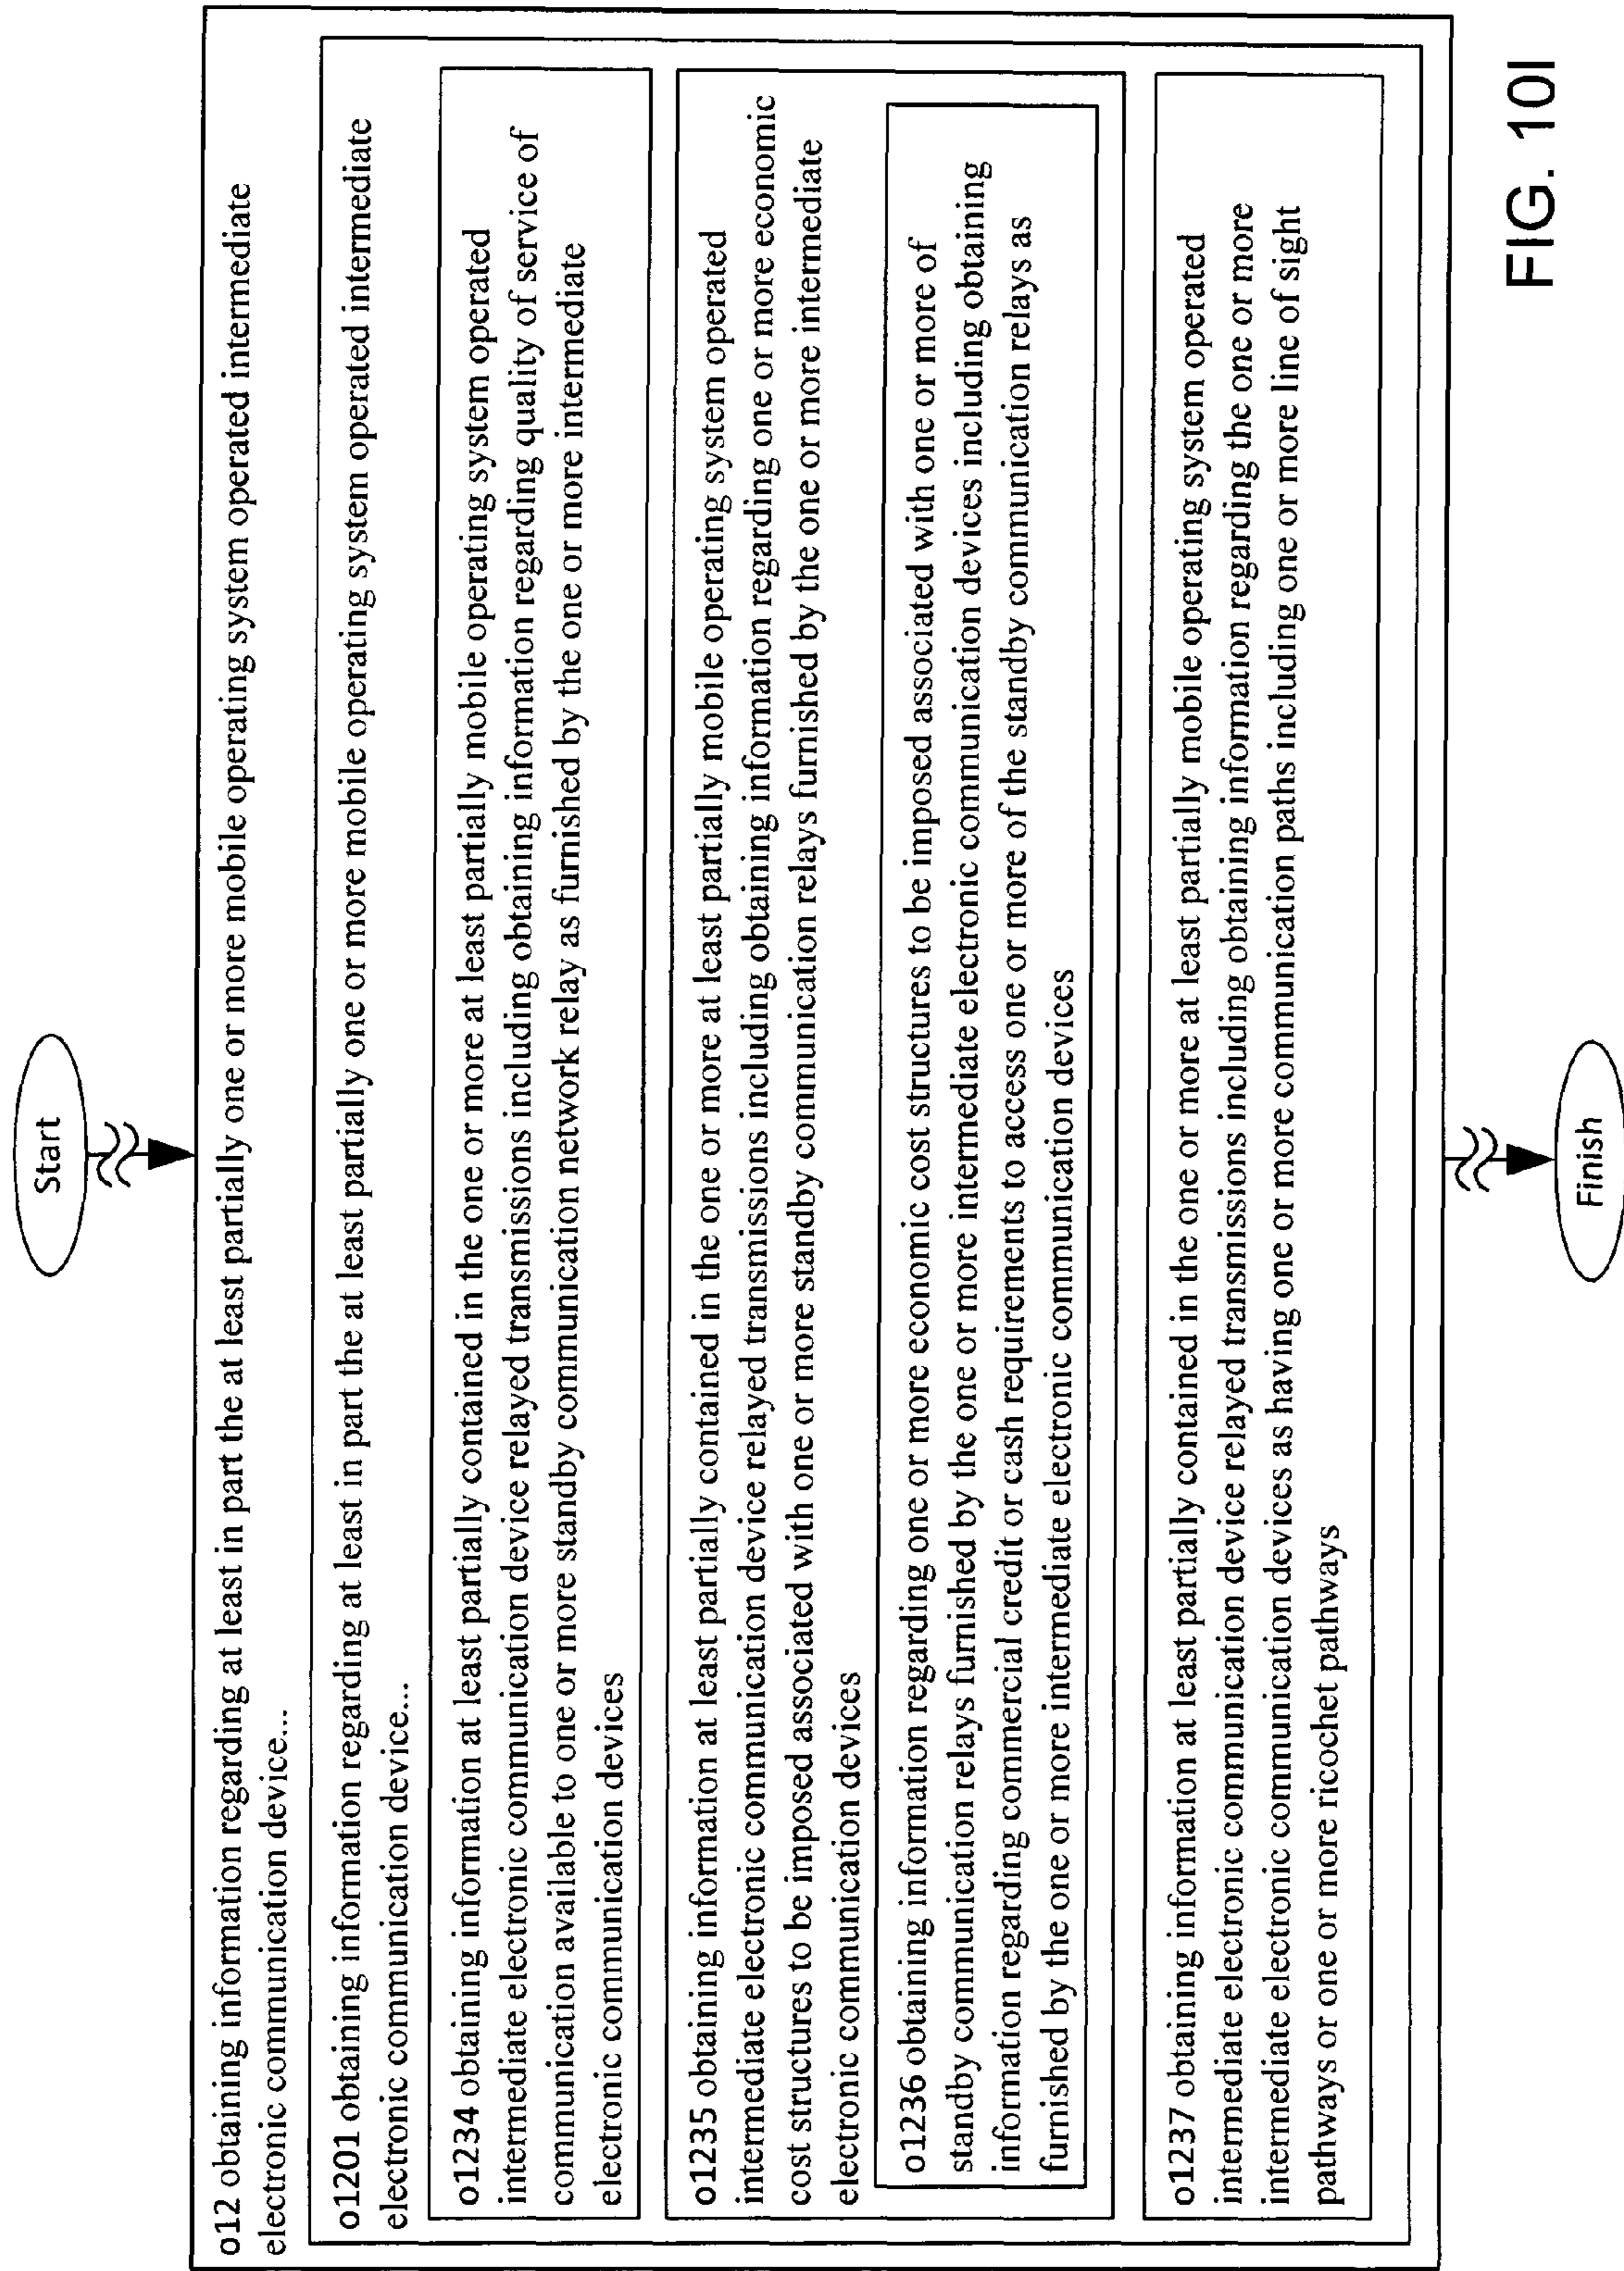 Start
o12 obtaining information regarding at least in part the at least partially one or more mobile operating system operated intermediate
electronic communication device...
o1201 obtaining information regarding at least in part the at least partially one or more mobile operating system operated intermediate
electronic communication device...
o1234 obtaining information at least partially contained in the one or more at least partially mobile operating system operated
intermediate electronic communication device relayed transmissions including obtaining information regarding quality of service of
communication available to one or more standby communication network relay as furnished by the one or more intermediate
electronic communication devices
o1235 obtaining information at least partially contained in the one or more at least partially mobile operating system operated
intermediate electronic communication device relayed transmissions including obtaining information regarding one or more economic
cost structures to be imposed associated with one or more standby communication relays furnished by the one or more intermediate
electronic communication devices
o1236 obtaining information regarding one or more economic cost structures to be imposed associated with one or more of
standby communication relays furnished by the one or more intermediate electronic communication devices including obtaining
information regarding commercial credit or cash requirements to access one or more of the standby communication relays as
furnished by the one or more intermediate electronic communication devices
o1237 obtaining information at least partially contained in the one or more at least partially mobile operating system operated
intermediate electronic communication device relayed transmissions including obtaining information regarding the one or more
intermediate electronic communication devices as having one or more communication paths including one or more line of sight
pathways or one or more ricochet pathways
Finish
FIG. 10I